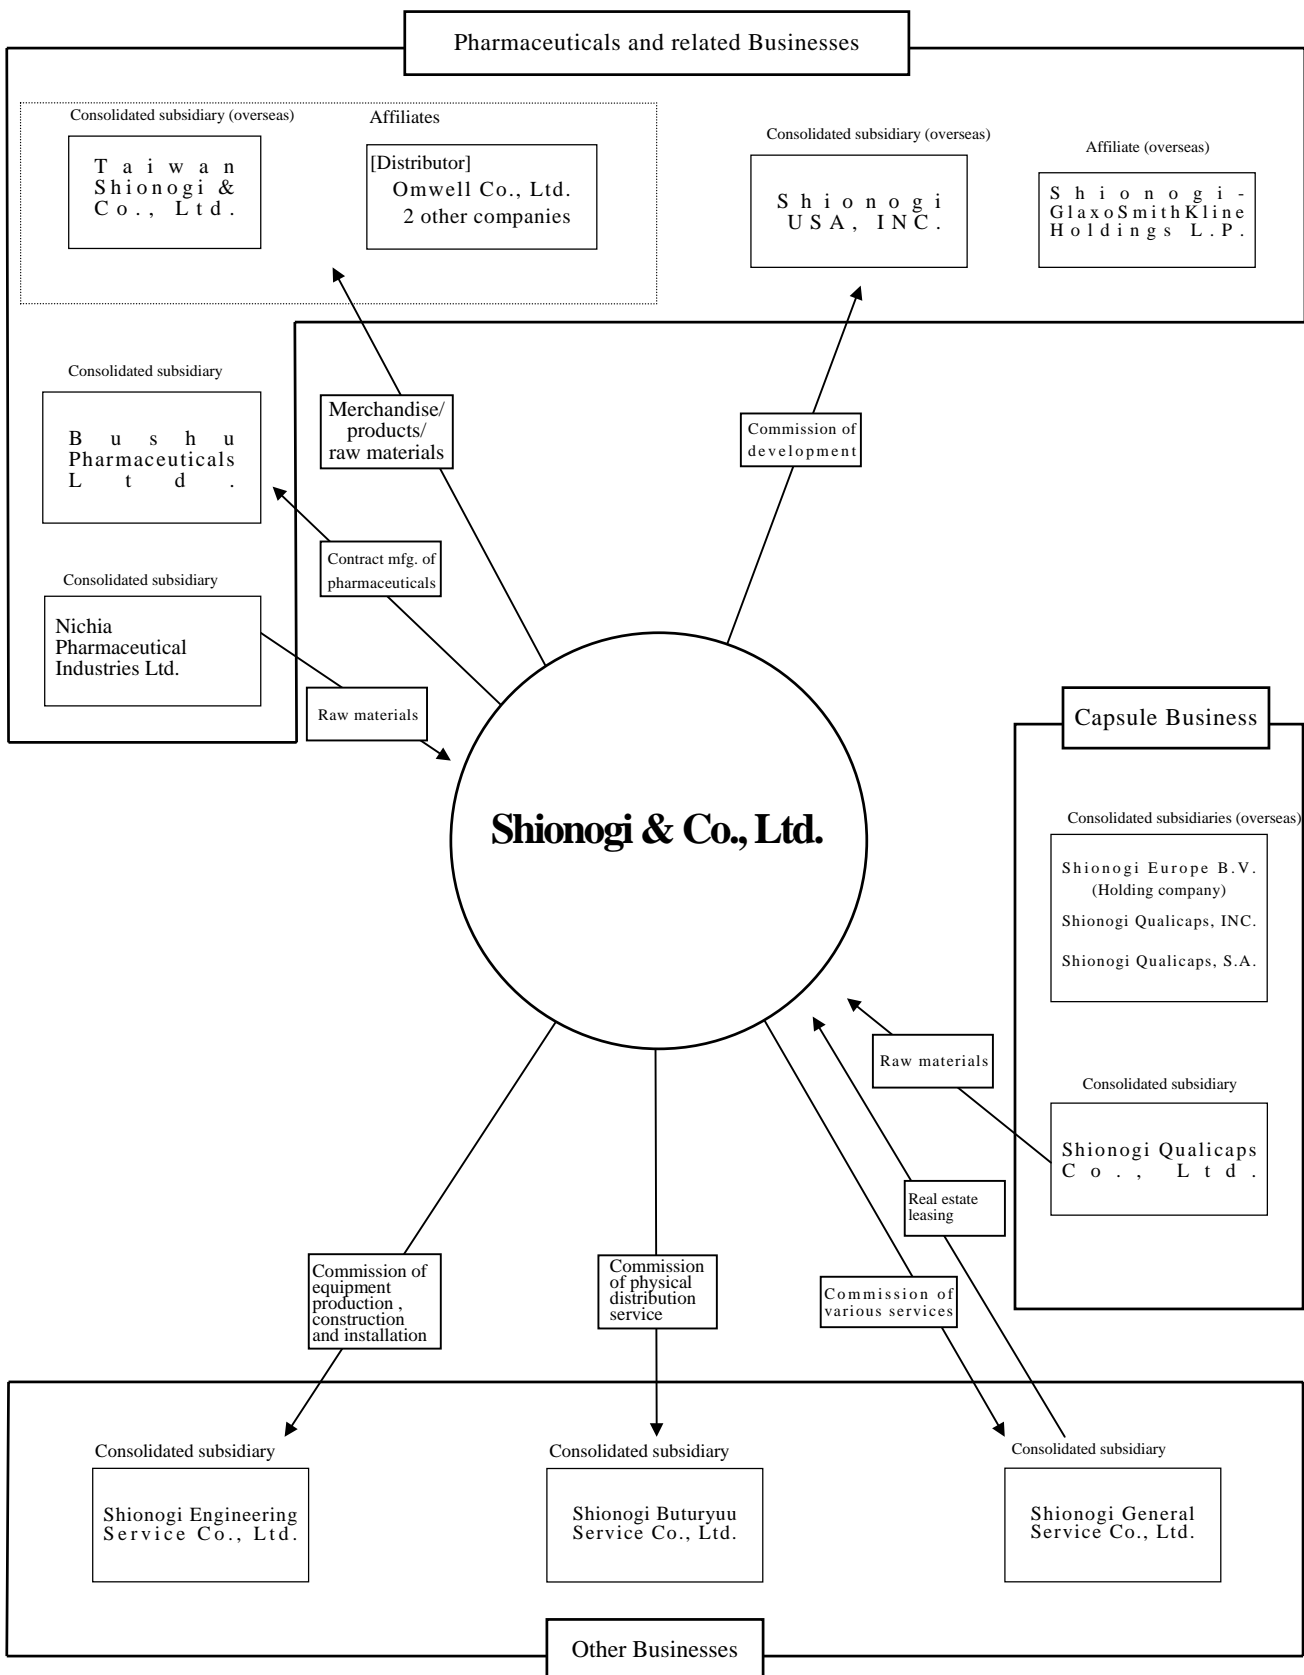 Pharmaceuticals and related Businesses
Consolidated subsidiary (overseas)
Taiwan
Shionogi &
Co., Ltd.
Affiliates
[Distributor]
Omwell Co., Ltd.
2 other companies
Consolidated subsidiary (overseas)
Shionogi
USA, INC.
Affiliate (overseas)
Shionogi-
GlaxoSmithKline
Holdings L.P.
Consolidated subsidiary
Bushu
Pharmaceuticals
Ltd.
Merchandise/
products/
raw materials
Commission of
development
Contract mfg. of
pharmaceuticals
Consolidated subsidiary
Nichia
Pharmaceutical
Industries Ltd.
Raw materials
Shionogi & Co., Ltd.
Capsule Business
Consolidated subsidiaries (overseas)
Shionogi Europe B.V.
(Holding company)
Shionogi Qualicaps, INC.
Shionogi Qualicaps, S.A.
Raw materials
Consolidated subsidiary
Shionogi Qualicaps
Co., Ltd.
Real estate
leasing
Commission of
equipment
production ,
construction
and installation
Commission
of physical
distribution
service
Commission of
various services
Consolidated subsidiary
Shionogi Engineering
Service Co., Ltd.
Consolidated subsidiary
Shionogi Buturyuu
Service Co., Ltd.
Consolidated subsidiary
Shionogi General
Service Co., Ltd.
Other Businesses